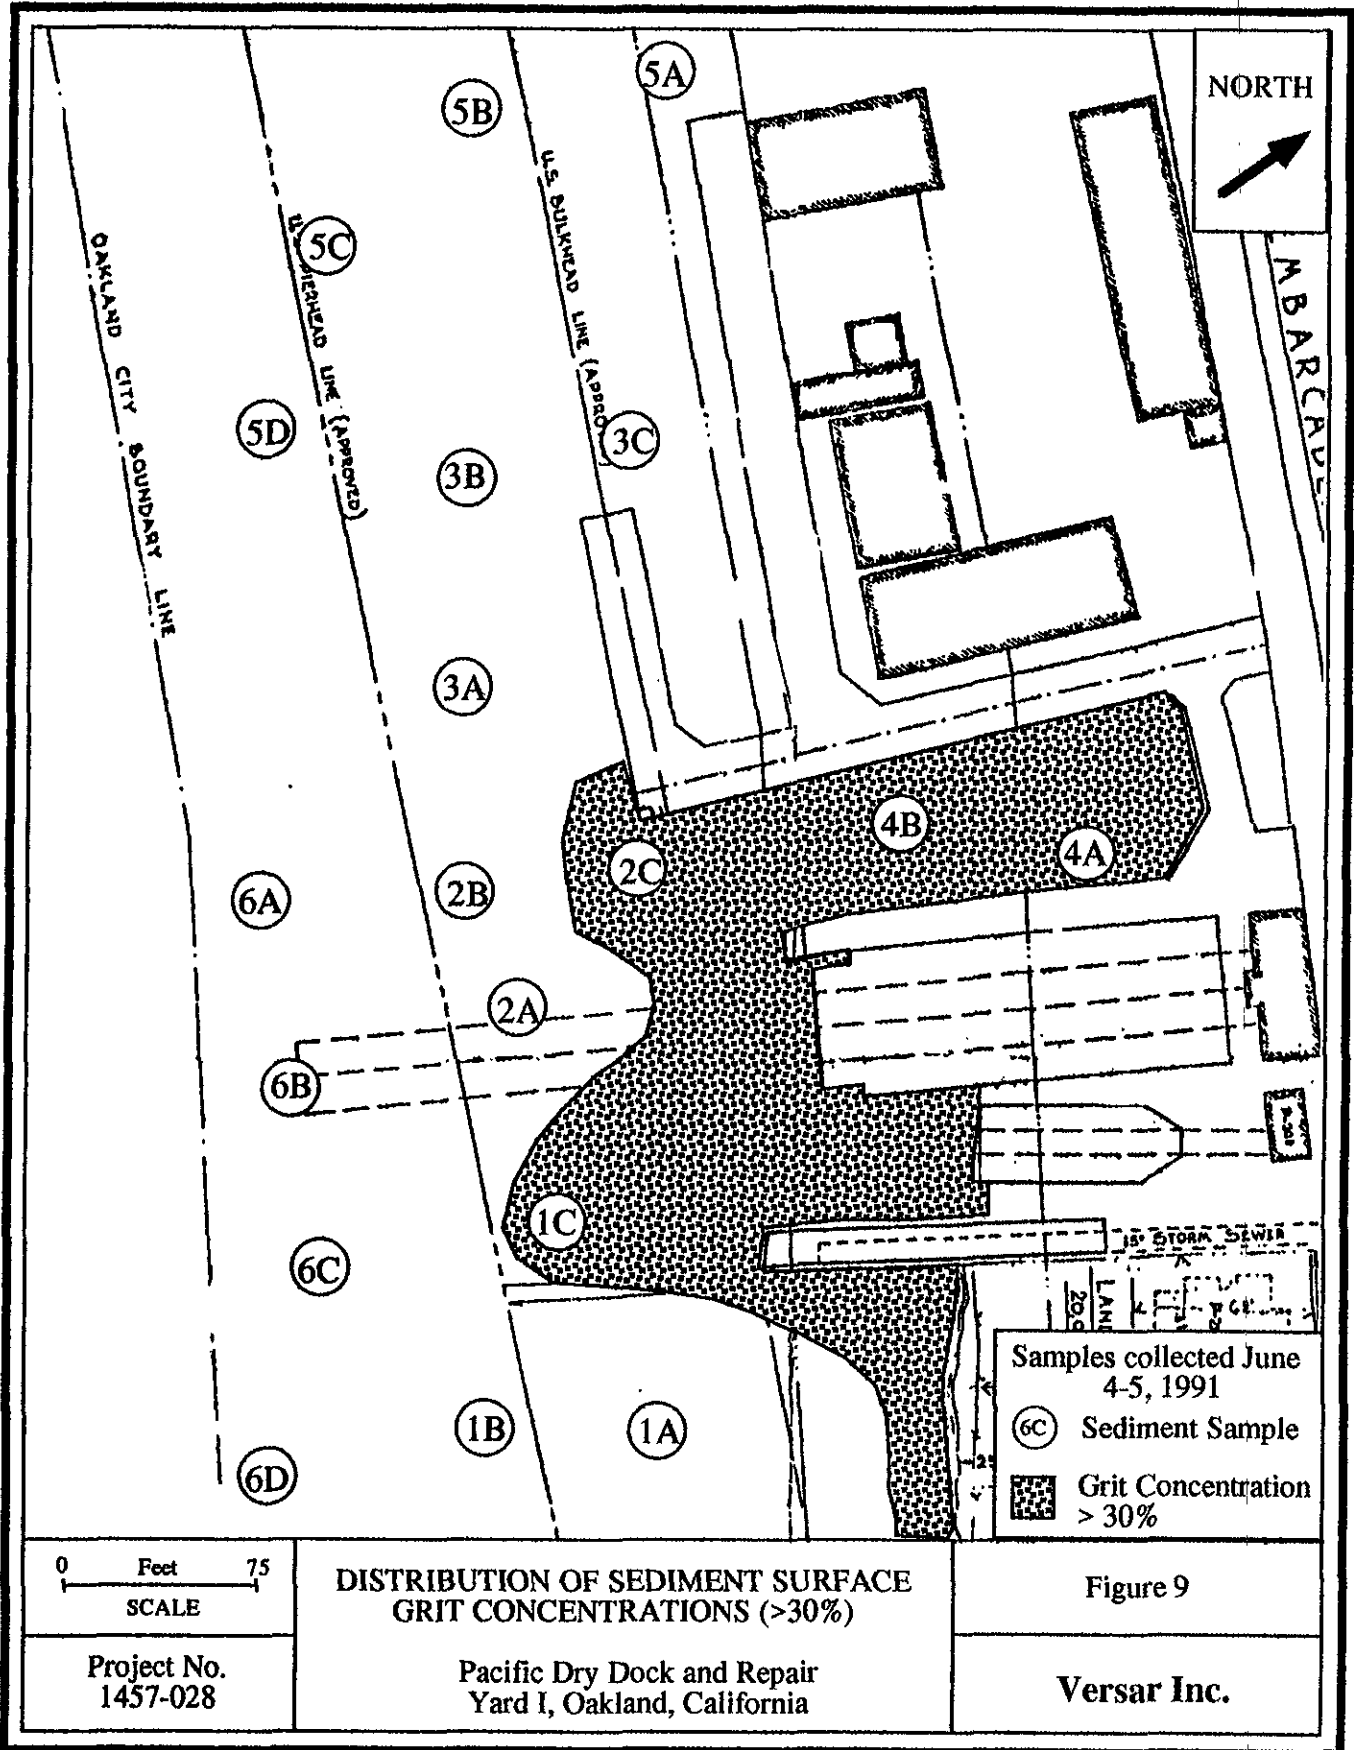 NORTH
5A
5B
5C
U.S. BULKHEAD LINE (APPRO
PIERHEAD LINE (APPROVED)
OAKLAND CITY BOUNDARY LINE
MBARCADE
5D
3C
3B
3A
4B
4A
2C
2B
6A
2A
6B
1C
6C
15" STORM SEWER
LAN
1B
1A
6D
Samples collected June
4-5, 1991
6C Sediment Sample
Grit Concentration
> 30%
0 Feet 75
SCALE
DISTRIBUTION OF SEDIMENT SURFACE
GRIT CONCENTRATIONS (>30%)
Figure 9
Project No.
1457-028
Pacific Dry Dock and Repair
Yard I, Oakland, California
Versar Inc.